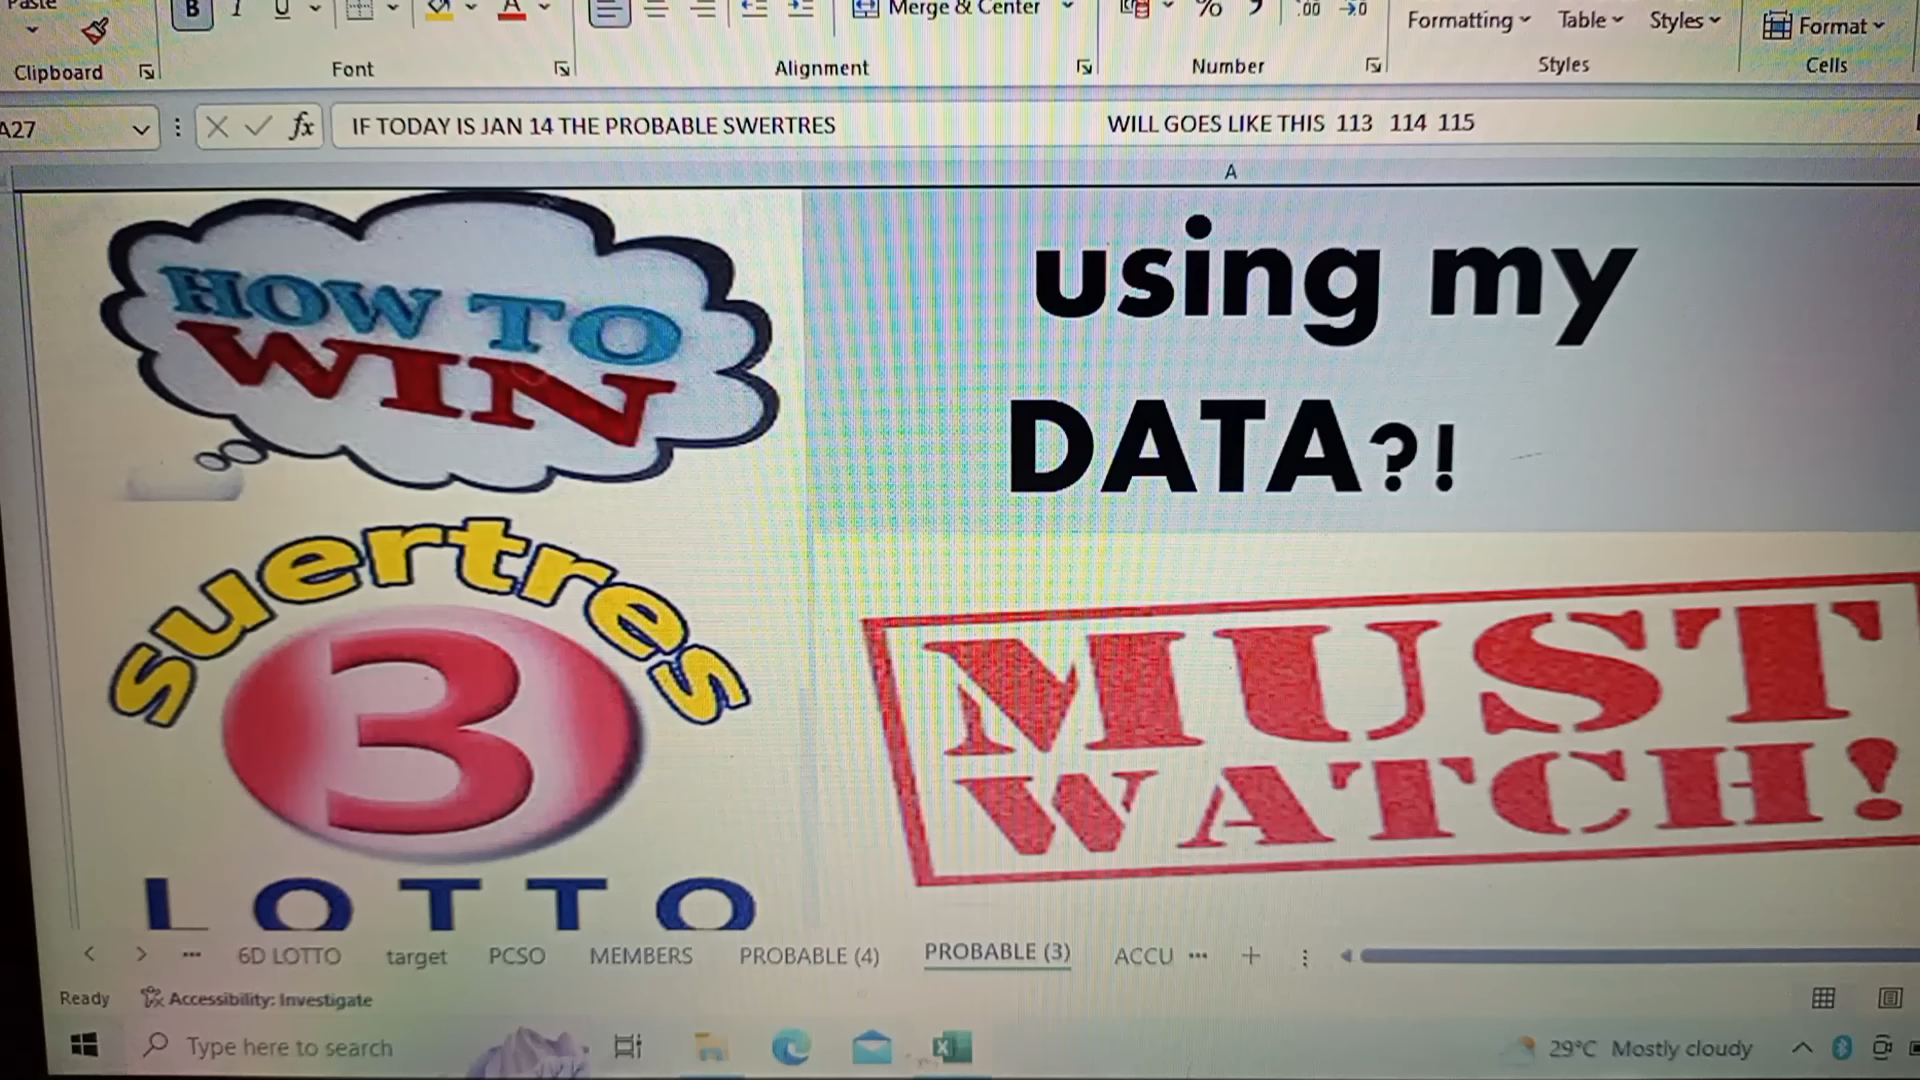 Paste
B I U
Merge & Center
% , .00 →.0
Formatting Table Styles Format
Clipboard Font Alignment Number Styles Cells
A27 fx IF TODAY IS JAN 14 THE PROBABLE SWERTRES WILL GOES LIKE THIS 113 114 115
A
HOW TO
WIN
using my
DATA?!
suertres
3
LOTTO
MUST
WATCH!
6D LOTTO target PCSO MEMBERS PROBABLE (4) PROBABLE (3) ACCU ... +
Ready Accessibility: Investigate
Type here to search 29°C Mostly cloudy